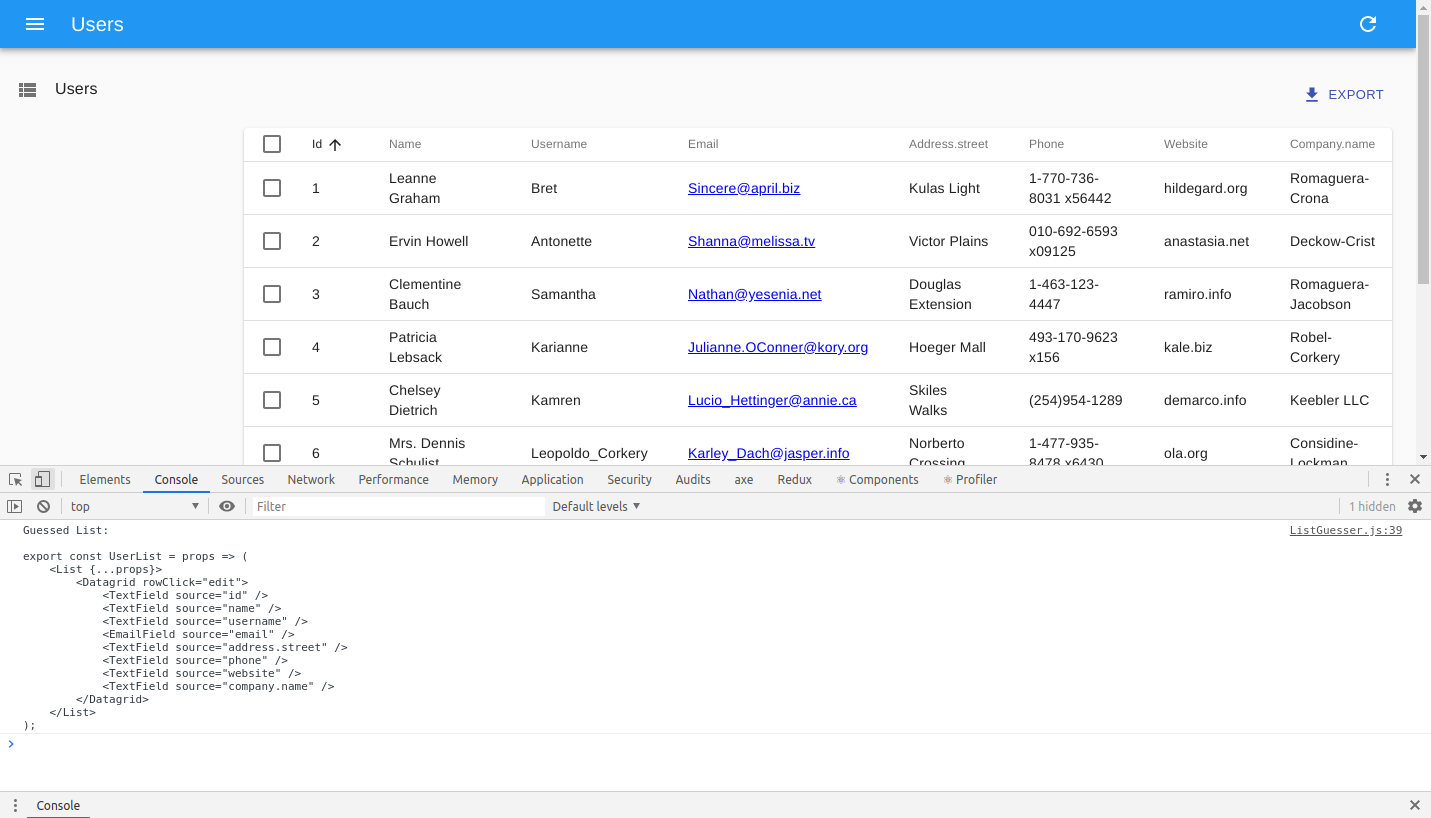 Users
Users
EXPORT
Id Name Username Email Address.street Phone Website Company.name
1 Leanne Graham Bret Sincere@april.biz Kulas Light 1-770-736-8031 x56442 hildegard.org Romaguera-Crona
2 Ervin Howell Antonette Shanna@melissa.tv Victor Plains 010-692-6593 x09125 anastasia.net Deckow-Crist
3 Clementine Bauch Samantha Nathan@yesenia.net Douglas Extension 1-463-123-4447 ramiro.info Romaguera-Jacobson
4 Patricia Lebsack Karianne Julianne.OConner@kory.org Hoeger Mall 493-170-9623 x156 kale.biz Robel-Corkery
5 Chelsey Dietrich Kamren Lucio_Hettinger@annie.ca Skiles Walks (254)954-1289 demarco.info Keebler LLC
6 Mrs. Dennis Schulist Leopoldo_Corkery Karley_Dach@jasper.info Norberto Crossing 1-477-935-8478 x6430 ola.org Considine-Lockman
Elements Console Sources Network Performance Memory Application Security Audits axe Redux Components Profiler
top Filter Default levels 1 hidden
Guessed List: ListGuesser.js:39
export const UserList = props => (
    <List {...props}>
        <Datagrid rowClick="edit">
            <TextField source="id" />
            <TextField source="name" />
            <TextField source="username" />
            <EmailField source="email" />
            <TextField source="address.street" />
            <TextField source="phone" />
            <TextField source="website" />
            <TextField source="company.name" />
        </Datagrid>
    </List>
);
Console